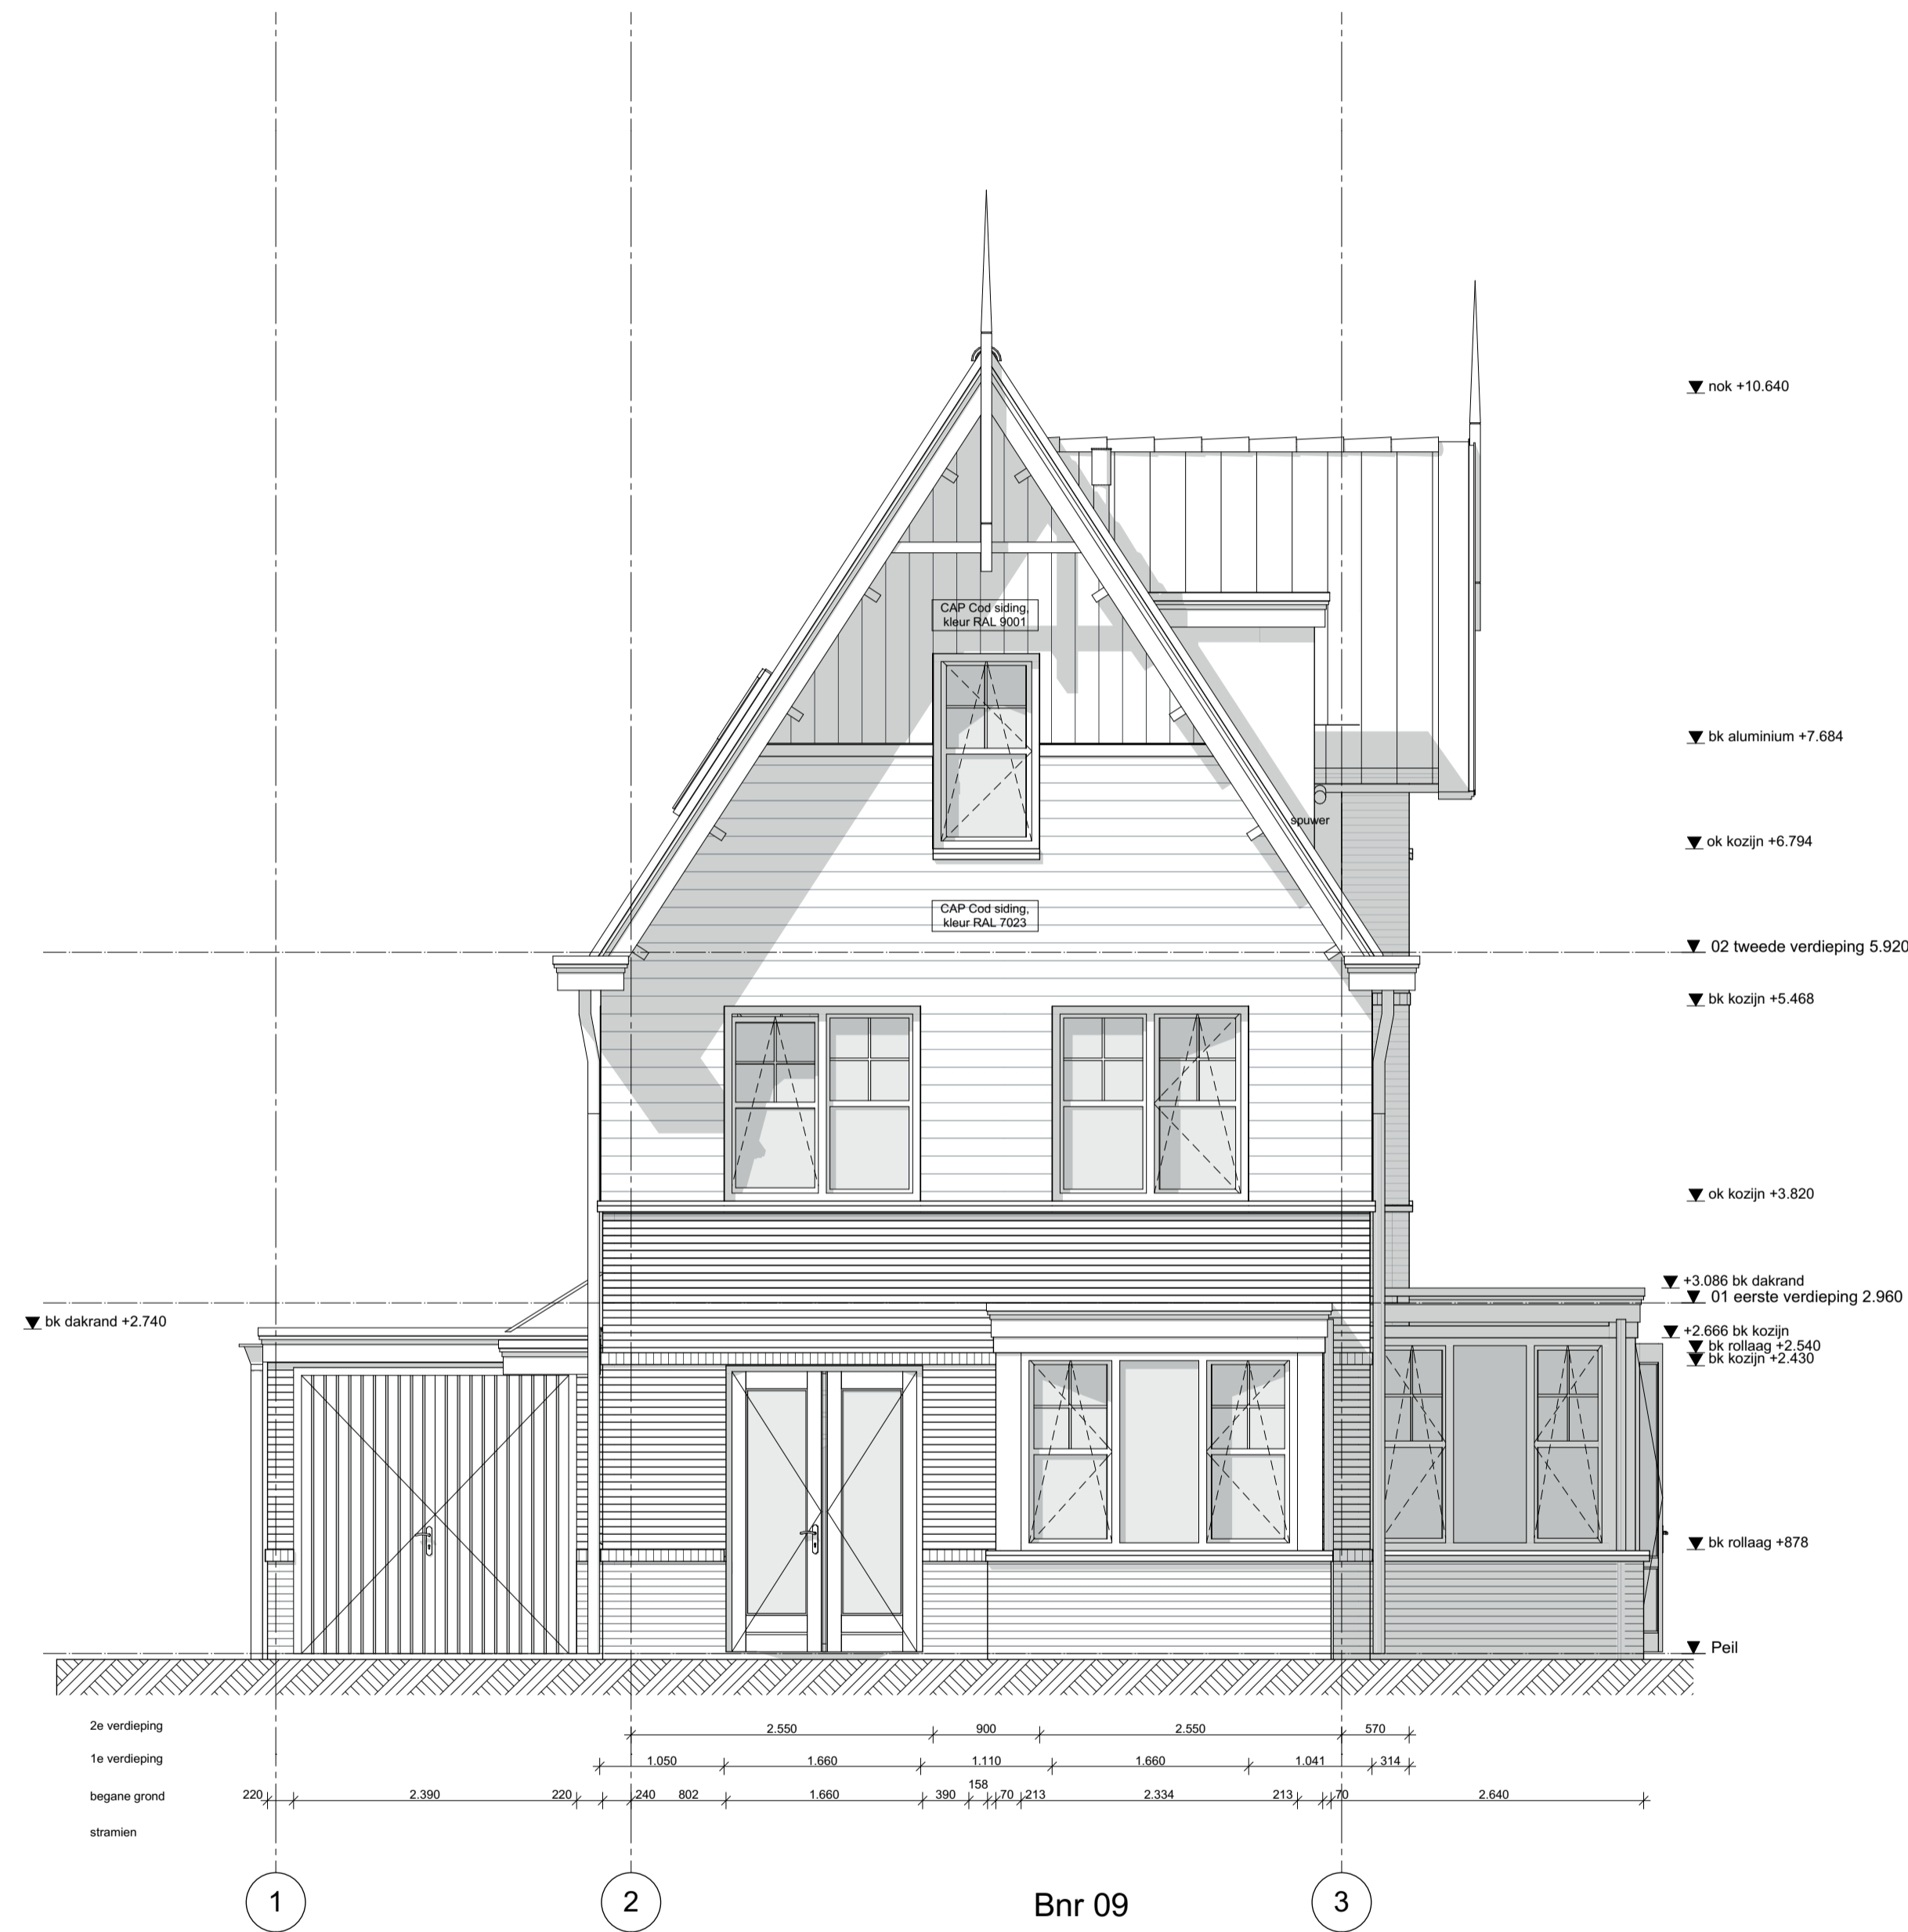 nok +10.640
CAP Cod siding,
kleur RAL 9001
bk aluminium +7.684
spuwer
ok kozijn +6.794
CAP Cod siding,
kleur RAL 7023
02 tweede verdieping 5.920
bk kozijn +5.468
ok kozijn +3.820
+3.086 bk dakrand
01 eerste verdieping 2.960
bk dakrand +2.740
+2.666 bk kozijn
bk rollaag +2.540
bk kozijn +2.430
bk rollaag +878
Peil
2e verdieping 2.550 900 2.550 570
1e verdieping 1.050 1.660 1.110 1.660 1.041 314
begane grond 220 2.390 220 240 802 1.660 390 158 70 213 2.334 213 70 2.640
stramien
1 2 Bnr 09 3